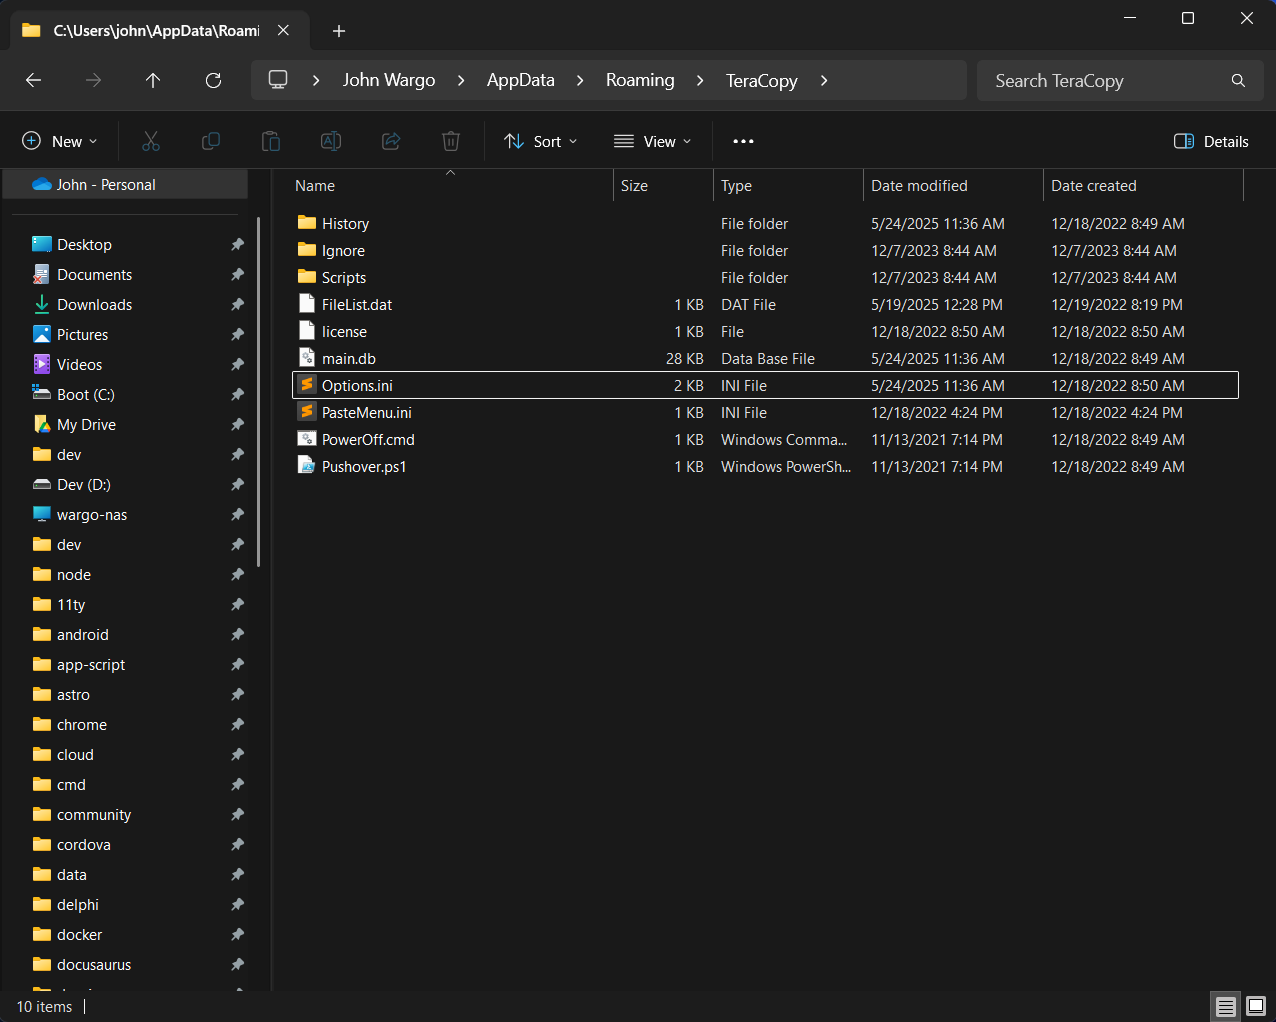 C:\Users\john\AppData\Roami
John Wargo > AppData > Roaming > TeraCopy >
Search TeraCopy
New
Sort
View
Details
John - Personal
Desktop
Documents
Downloads
Pictures
Videos
Boot (C:)
My Drive
dev
Dev (D:)
wargo-nas
dev
node
11ty
android
app-script
astro
chrome
cloud
cmd
community
cordova
data
delphi
docker
docusaurus
Name Size Type Date modified Date created
History File folder 5/24/2025 11:36 AM 12/18/2022 8:49 AM
Ignore File folder 12/7/2023 8:44 AM 12/7/2023 8:44 AM
Scripts File folder 12/7/2023 8:44 AM 12/7/2023 8:44 AM
FileList.dat 1 KB DAT File 5/19/2025 12:28 PM 12/19/2022 8:19 PM
license 1 KB File 12/18/2022 8:50 AM 12/18/2022 8:50 AM
main.db 28 KB Data Base File 5/24/2025 11:36 AM 12/18/2022 8:49 AM
Options.ini 2 KB INI File 5/24/2025 11:36 AM 12/18/2022 8:50 AM
PasteMenu.ini 1 KB INI File 12/18/2022 4:24 PM 12/18/2022 4:24 PM
PowerOff.cmd 1 KB Windows Comma... 11/13/2021 7:14 PM 12/18/2022 8:49 AM
Pushover.ps1 1 KB Windows PowerSh... 11/13/2021 7:14 PM 12/18/2022 8:49 AM
10 items